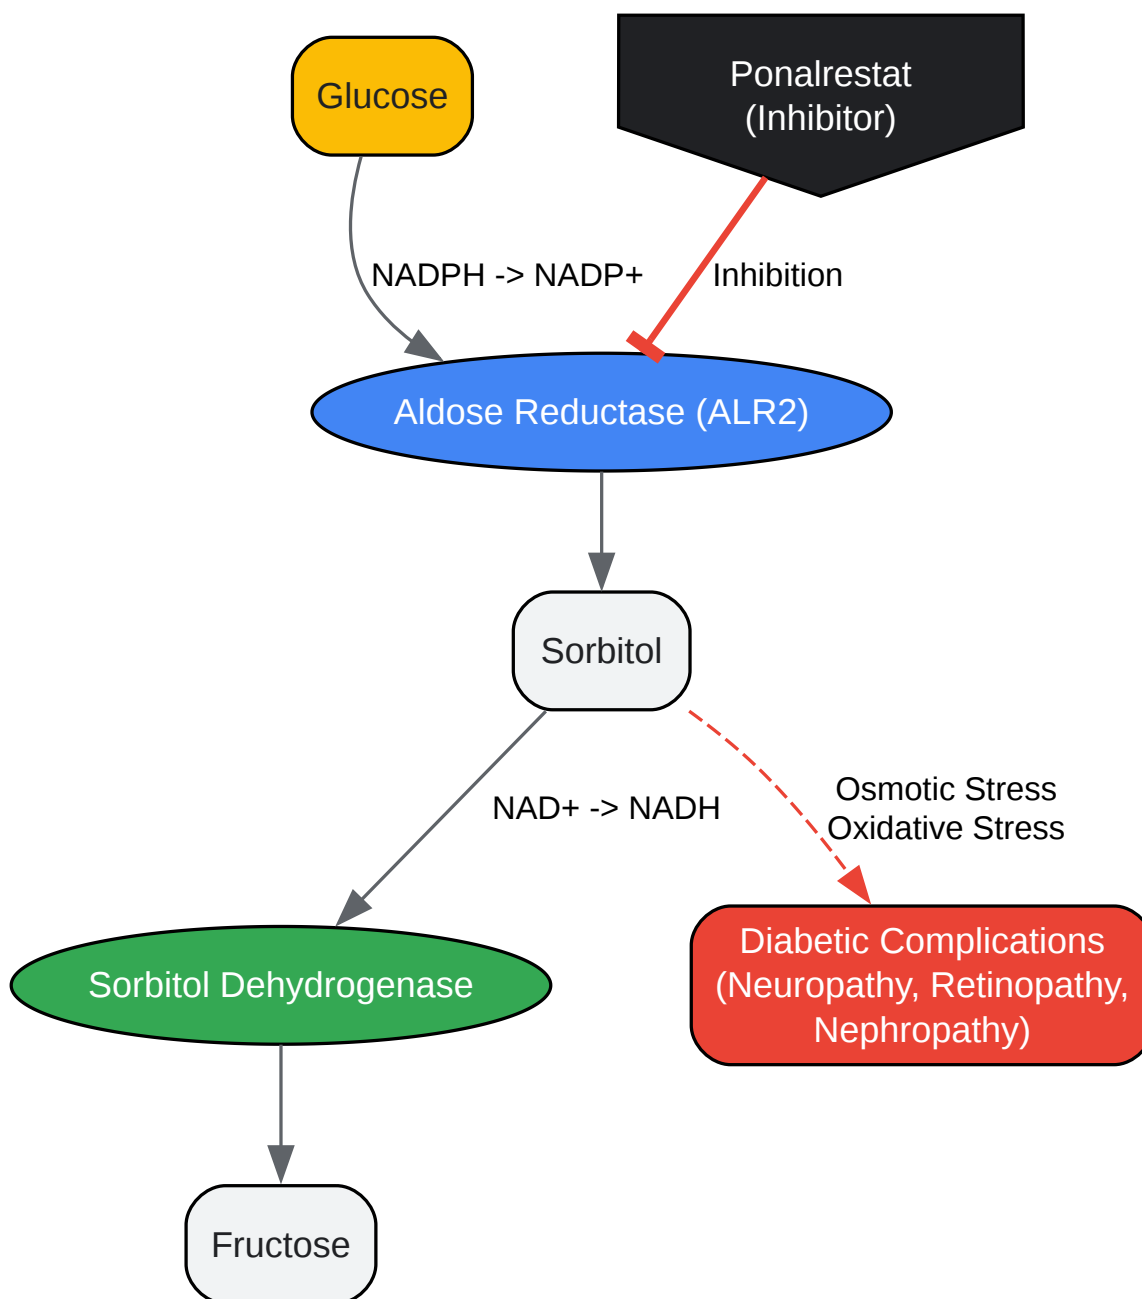 Glucose
Ponalrestat
(Inhibitor)
NADPH -> NADP+
Inhibition
Aldose Reductase (ALR2)
Sorbitol
NAD+ -> NADH
Osmotic Stress
Oxidative Stress
Sorbitol Dehydrogenase
Diabetic Complications
(Neuropathy, Retinopathy,
Nephropathy)
Fructose